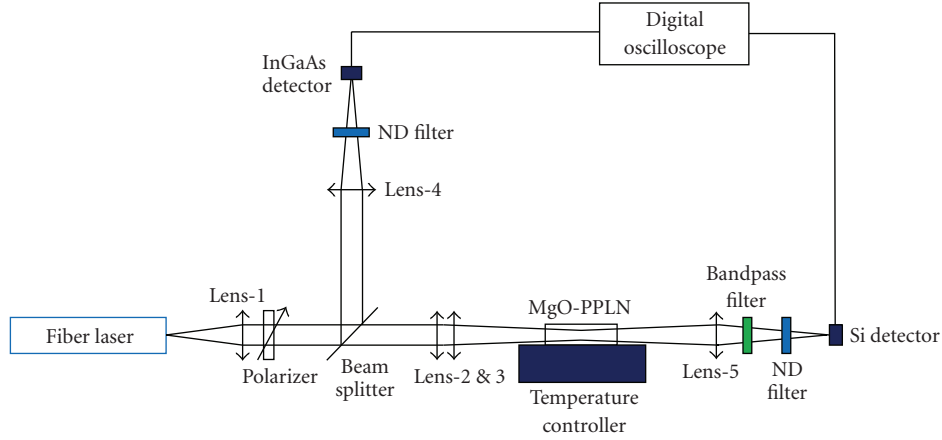 Digital
oscilloscope
InGaAs
detector
ND filter
Lens-4
Lens-1
Fiber laser
Polarizer
Beam
splitter
Lens-2 & 3
MgO-PPLN
Temperature
controller
Lens-5
Bandpass
filter
ND
filter
Si detector